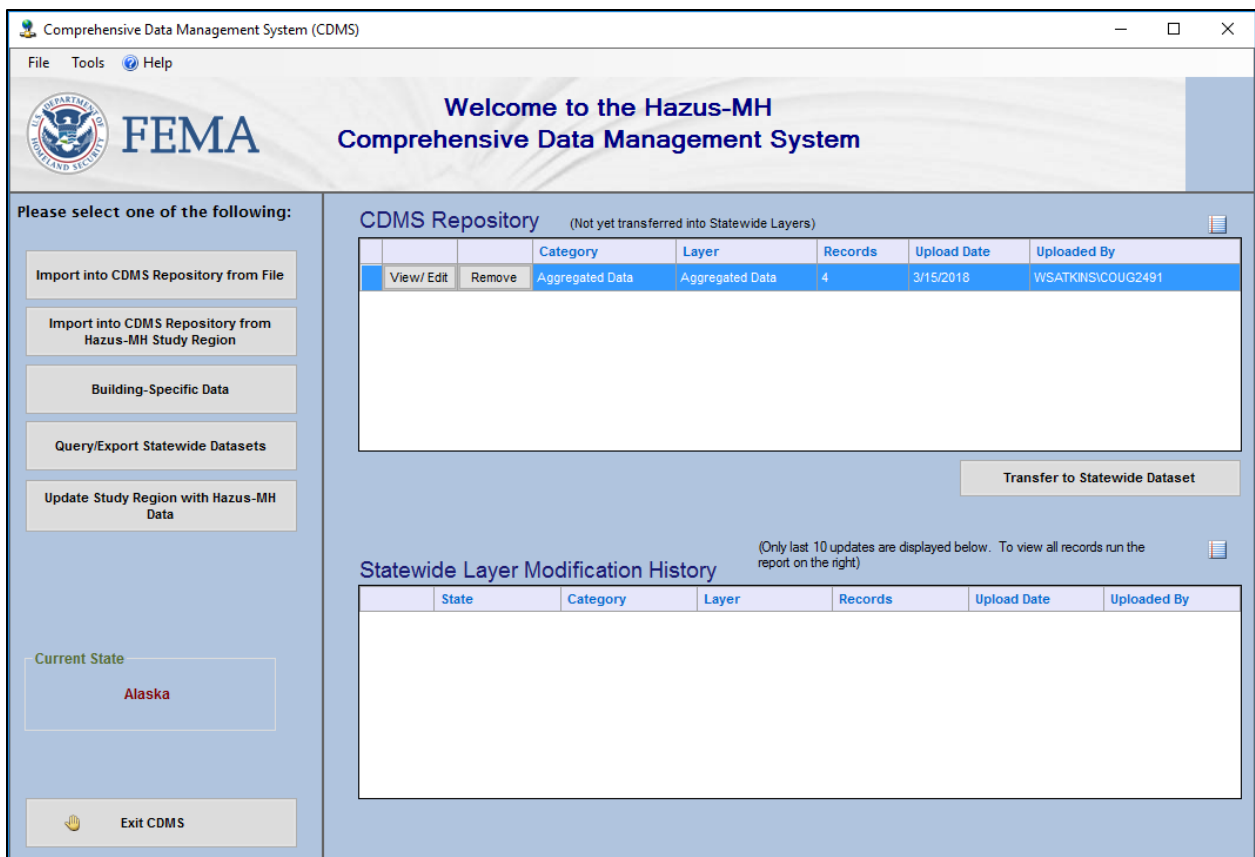 Comprehensive Data Management System (CDMS)
File Tools Help
U.S. DEPARTMENT OF HOMELAND SECURITY
FEMA
Welcome to the Hazus-MH
Comprehensive Data Management System
Please select one of the following:
Import into CDMS Repository from File
Import into CDMS Repository from
Hazus-MH Study Region
Building-Specific Data
Query/Export Statewide Datasets
Update Study Region with Hazus-MH
Data
Current State
Alaska
Exit CDMS
CDMS Repository (Not yet transferred into Statewide Layers)
Category Layer Records Upload Date Uploaded By
View/ Edit Remove Aggregated Data Aggregated Data 4 3/15/2018 WSATKINS\COUG2491
Transfer to Statewide Dataset
(Only last 10 updates are displayed below. To view all records run the
report on the right)
Statewide Layer Modification History
State Category Layer Records Upload Date Uploaded By